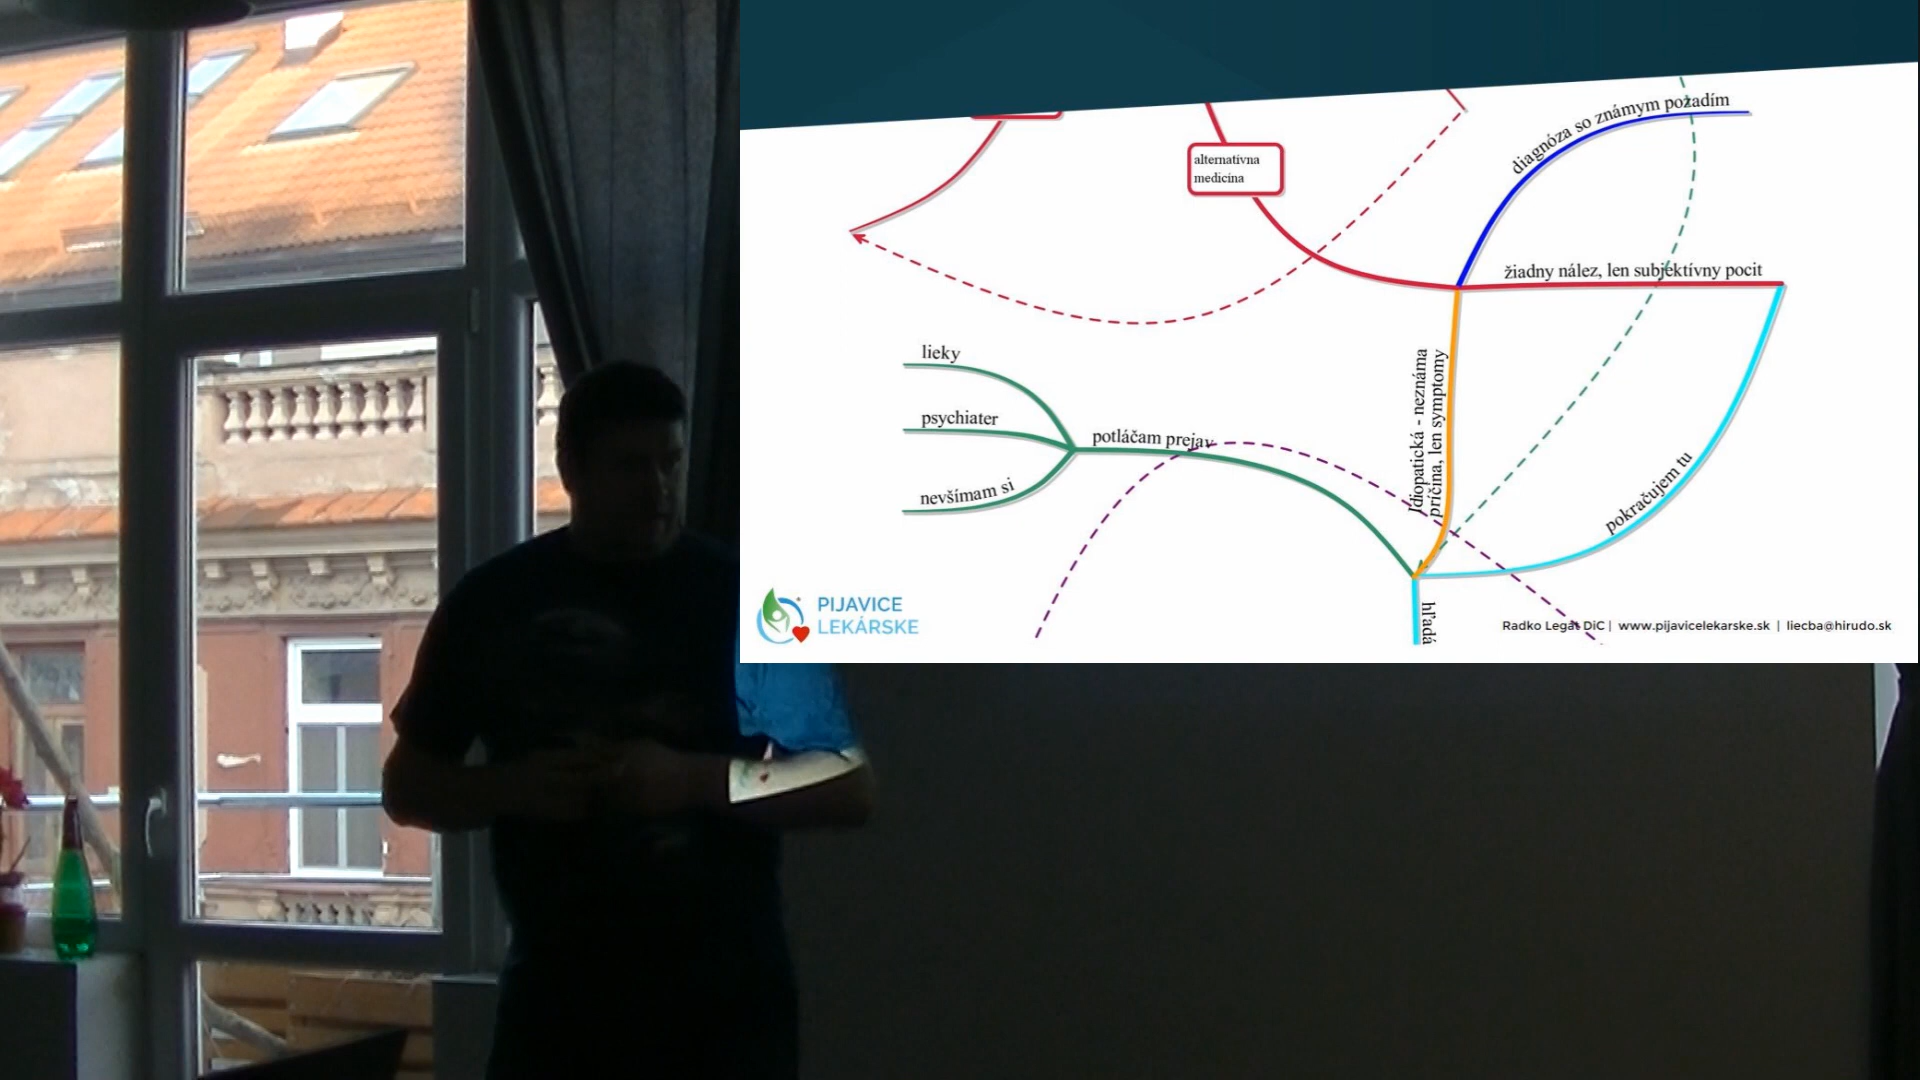 diagnóza so známym pozadím
alternatívna
medicína
žiadny nález, len subjektívny pocit
lieky
psychiater
nevšímam si
potláčam prejav
Idiopatická - neznáma
príčina, len symptomy
pokračujem tu
hľadá
PIJAVICE
LEKÁRSKE
Radko Legát DiC | www.pijavicelekarske.sk | liecba@hirudo.sk